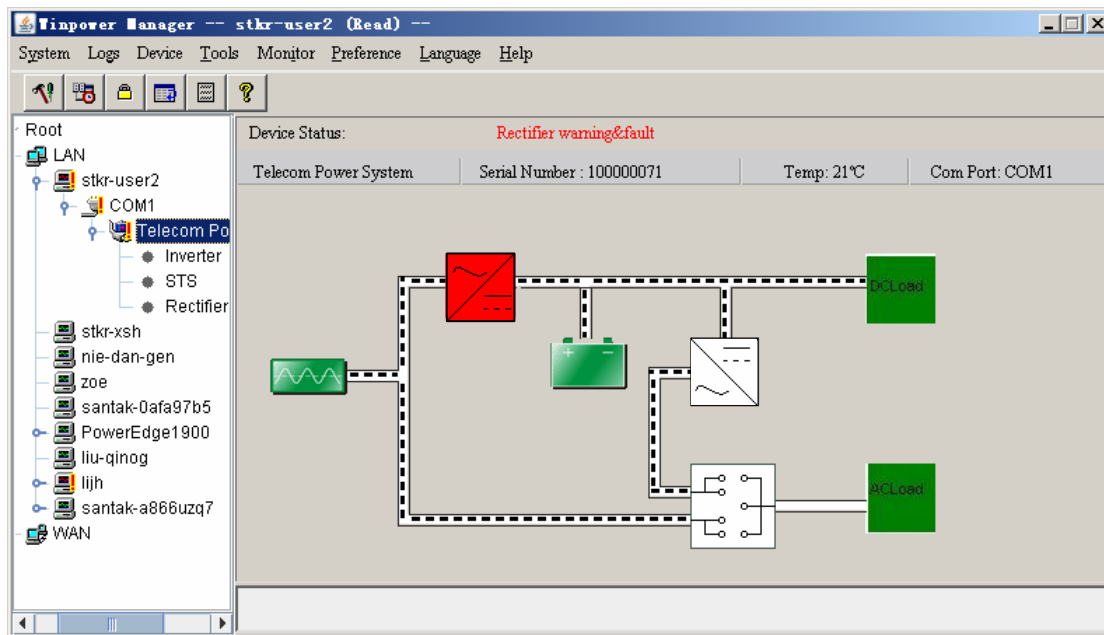 Winpower Manager -- stkr-user2 (Read) --
System Logs Device Tools Monitor Preference Language Help
Root
LAN
stkr-user2
COM1
Telecom Po
Inverter
STS
Rectifier
stkr-xsh
nie-dan-gen
zoe
santak-0afa97b5
PowerEdge1900
liu-qinog
lijh
santak-a866uzq7
WAN
Device Status: Rectifier warning&fault
Telecom Power System Serial Number : 100000071 Temp: 21℃ Com Port: COM1
DCLoad
ACLoad